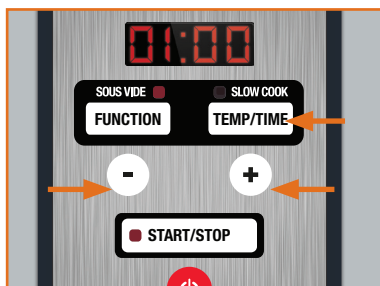 01:00
SOUS VIDE SLOW COOK
FUNCTION TEMP/TIME
- +
START/STOP